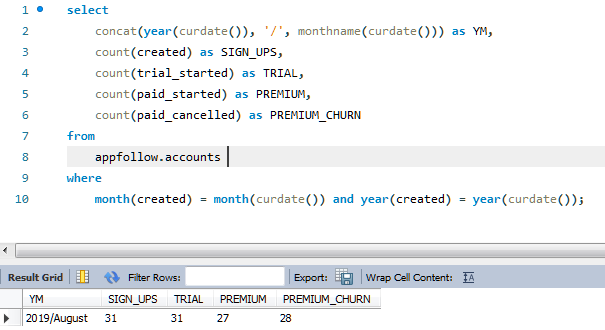 1 select
2 concat(year(curdate()), '/', monthname(curdate())) as YM,
3 count(created) as SIGN_UPS,
4 count(trial_started) as TRIAL,
5 count(paid_started) as PREMIUM,
6 count(paid_cancelled) as PREMIUM_CHURN
7 from
8 appfollow.accounts
9 where
10 month(created) = month(curdate()) and year(created) = year(curdate());
Result Grid Filter Rows: Export: Wrap Cell Content:
YM SIGN_UPS TRIAL PREMIUM PREMIUM_CHURN
2019/August 31 31 27 28